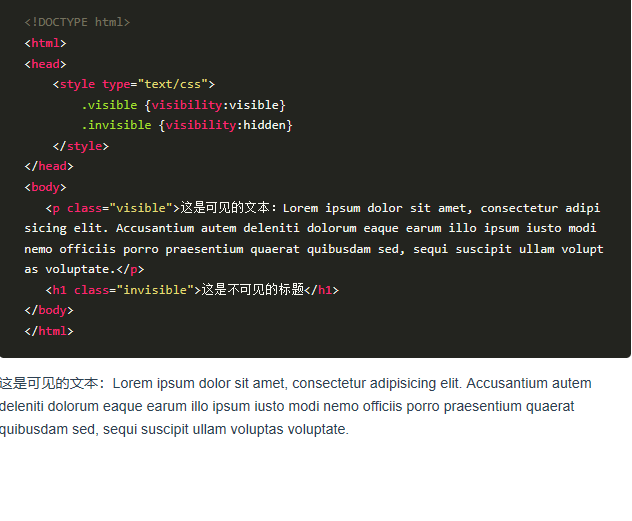 <!DOCTYPE html>
<html>
<head>
    <style type="text/css">
        .visible {visibility:visible}
        .invisible {visibility:hidden}
    </style>
</head>
<body>
   <p class="visible">这是可见的文本：Lorem ipsum dolor sit amet, consectetur adipi
sicing elit. Accusantium autem deleniti dolorum eaque earum illo ipsum iusto modi
nemo officiis porro praesentium quaerat quibusdam sed, sequi suscipit ullam volupt
as voluptate.</p>
   <h1 class="invisible">这是不可见的标题</h1>
</body>
</html>
这是可见的文本：Lorem ipsum dolor sit amet, consectetur adipisicing elit. Accusantium autem
deleniti dolorum eaque earum illo ipsum iusto modi nemo officiis porro praesentium quaerat
quibusdam sed, sequi suscipit ullam voluptas voluptate.